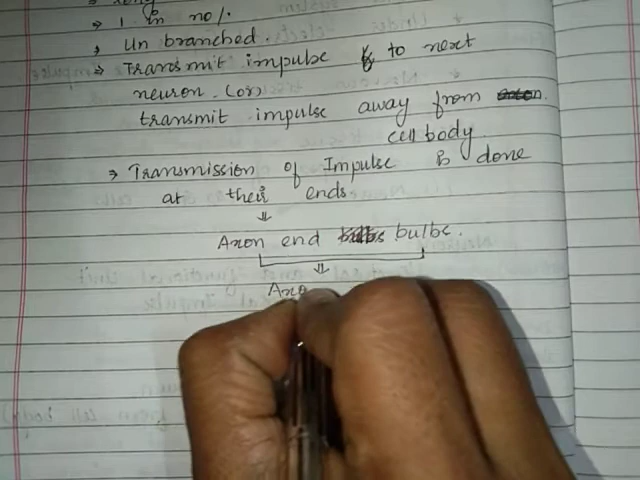 → 1 in no/.
→ Un branched.
→ Transmit impulse to next
neuron. (or)
transmit impulse away from
cell body.
→ Transmission of Impulse is done
at their ends
⇓
Axon end bulbs.
⇓
Axo